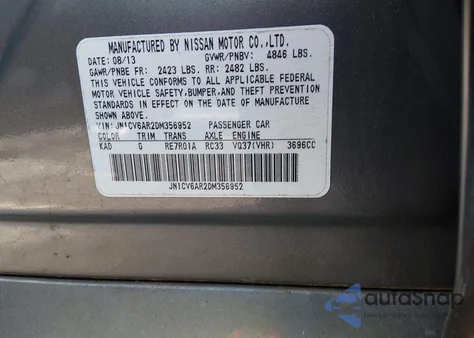 MANUFACTURED BY NISSAN MOTOR CO.,LTD.
DATE: 08/13 GVWR/PNBV: 4846 LBS.
GAWR/PNBE FR: 2423 LBS. RR: 2482 LBS.
THIS VEHICLE CONFORMS TO ALL APPLICABLE FEDERAL
MOTOR VEHICLE SAFETY, BUMPER, AND THEFT PREVENTION
STANDARDS IN EFFECT ON THE DATE OF MANUFACTURE
SHOWN ABOVE.
VIN: JN1CV6AR2DM356952 PASSENGER CAR
COLOR TRIM TRANS AXLE ENGINE
KAD G RE7R01A RC33 VQ37(VHR) 3696CC
JN1CV6AR2DM356952
autosnap